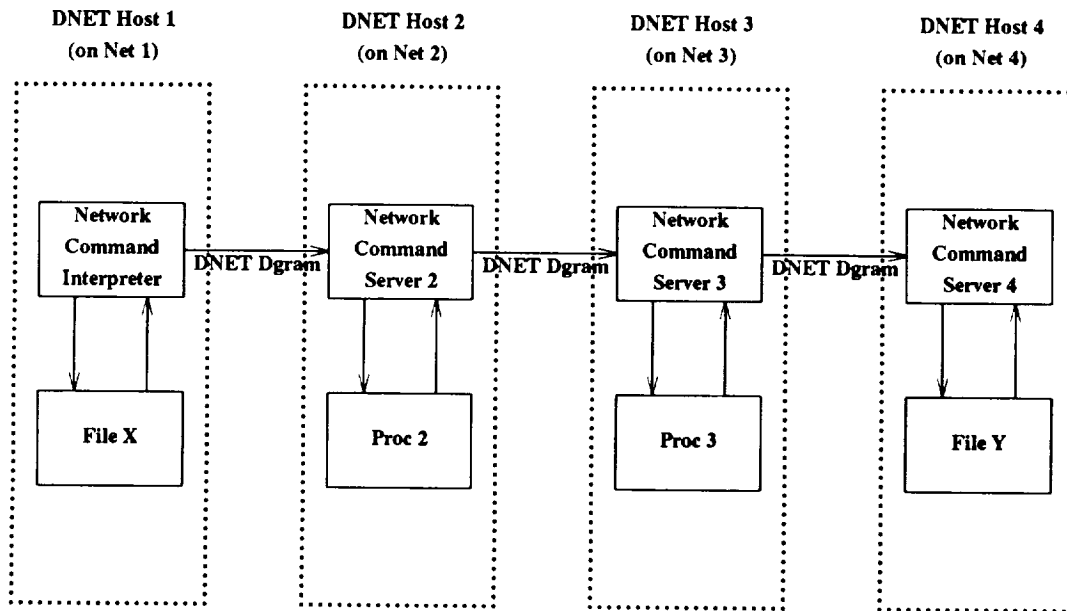 DNET Host 1
(on Net 1)
DNET Host 2
(on Net 2)
DNET Host 3
(on Net 3)
DNET Host 4
(on Net 4)
Network
Command
Interpreter
DNET Dgram
Network
Command
Server 2
DNET Dgram
Network
Command
Server 3
DNET Dgram
Network
Command
Server 4
File X
Proc 2
Proc 3
File Y